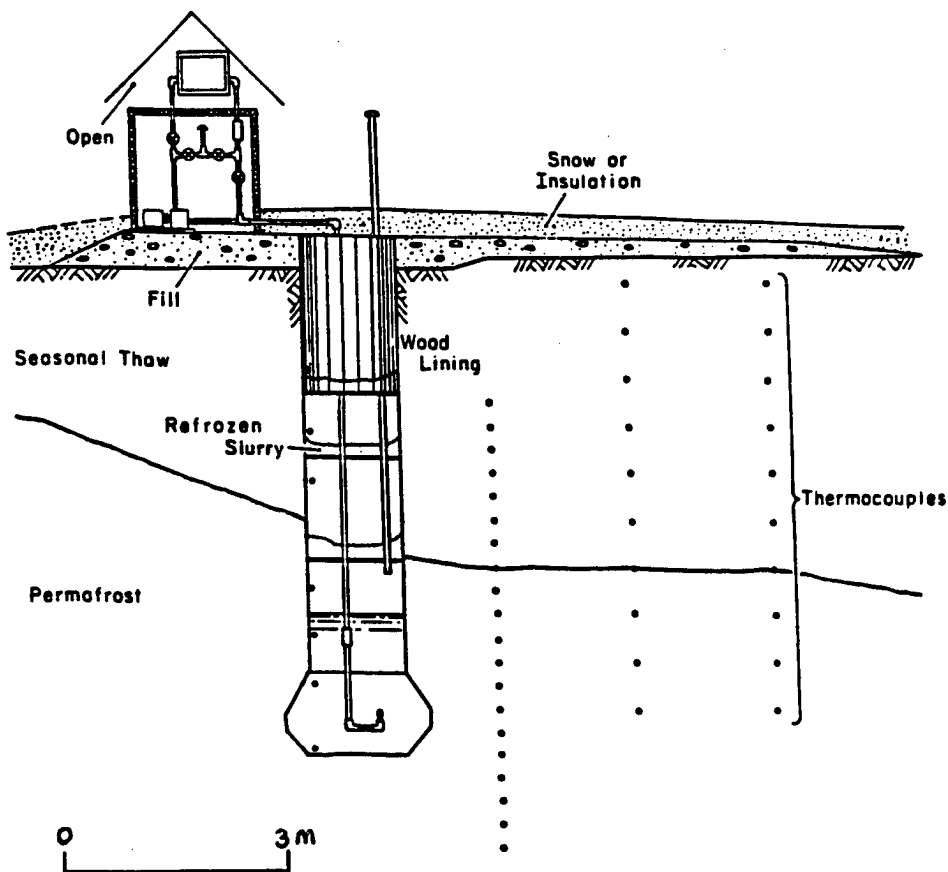 Open
Snow or
Insulation
Fill
Wood
Lining
Seasonal Thaw
Refrozen
Slurry
Thermocouples
Permafrost
0 3m